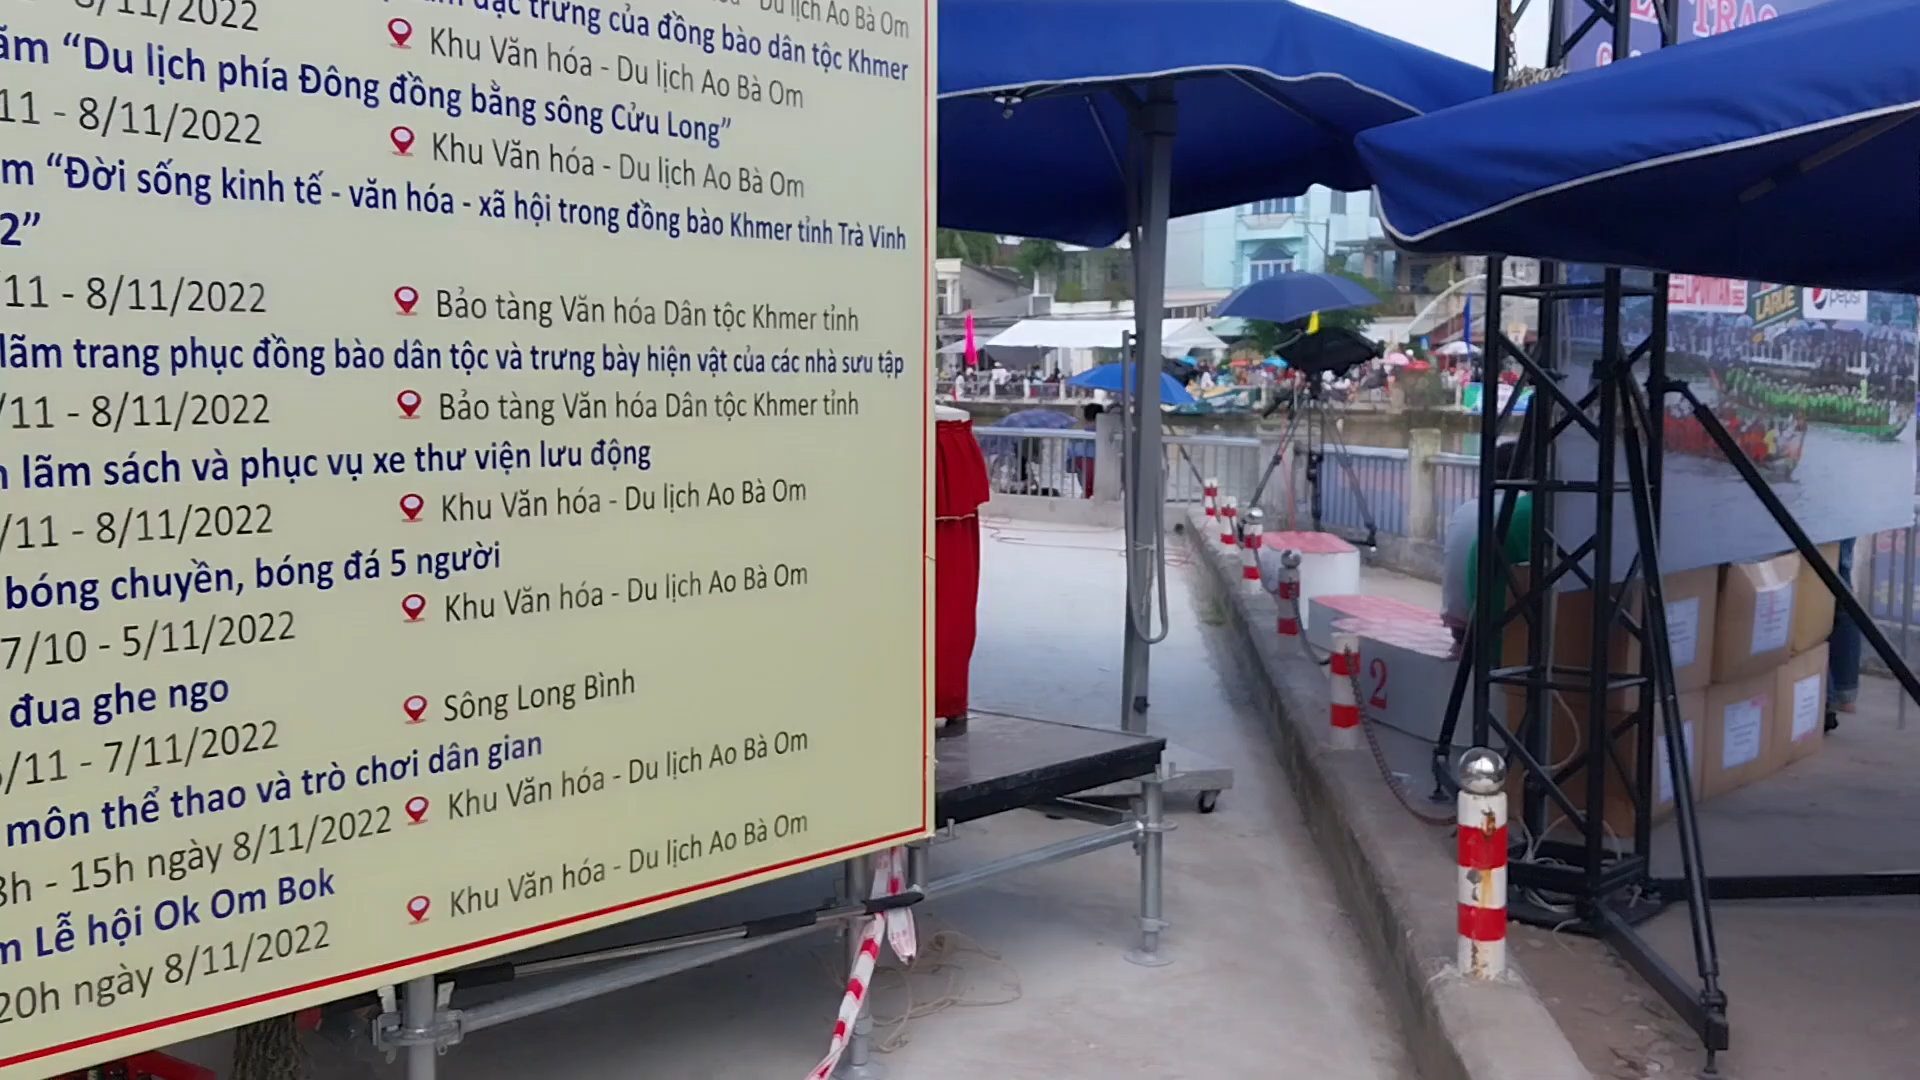 /11/2022
Du lịch Ao Bà Om
đặc trưng của đồng bào dân tộc Khmer
Khu Văn hóa - Du lịch Ao Bà Om
“Du lịch phía Đông đồng bằng sông Cửu Long”
11 - 8/11/2022
Khu Văn hóa - Du lịch Ao Bà Om
“Đời sống kinh tế - văn hóa - xã hội trong đồng bào Khmer tỉnh Trà Vinh
2”
/11 - 8/11/2022
Bảo tàng Văn hóa Dân tộc Khmer tỉnh
lãm trang phục đồng bào dân tộc và trưng bày hiện vật của các nhà sưu tập
/11 - 8/11/2022
Bảo tàng Văn hóa Dân tộc Khmer tỉnh
lãm sách và phục vụ xe thư viện lưu động
/11 - 8/11/2022
Khu Văn hóa - Du lịch Ao Bà Om
bóng chuyền, bóng đá 5 người
7/10 - 5/11/2022
Khu Văn hóa - Du lịch Ao Bà Om
đua ghe ngo
/11 - 7/11/2022
Sông Long Bình
môn thể thao và trò chơi dân gian
8h - 15h ngày 8/11/2022
Khu Văn hóa - Du lịch Ao Bà Om
Lễ hội Ok Om Bok
20h ngày 8/11/2022
Khu Văn hóa - Du lịch Ao Bà Om
LARUE
pepsi
2